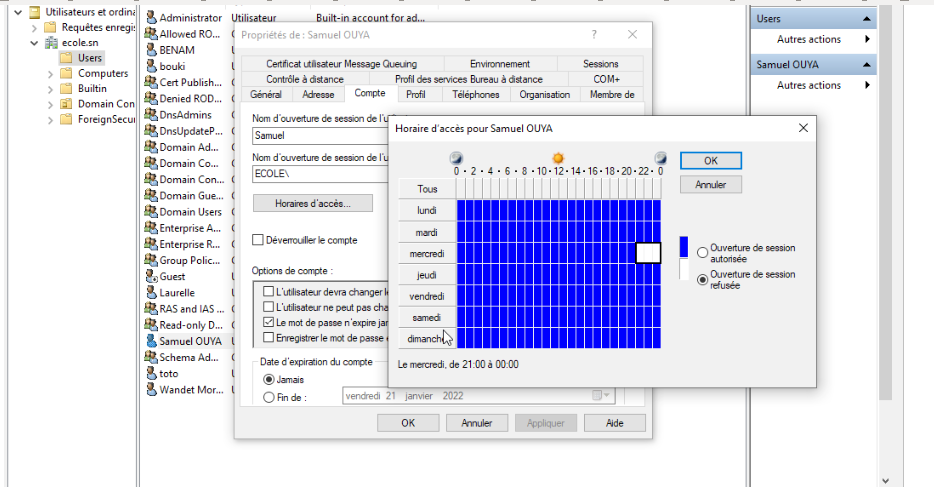 Utilisateurs et ordina
Requêtes enregi
ecole.sn
Users
Computers
Builtin
Domain Con
ForeignSecu
Administrator Utilisateur Built-in account for ad...
Allowed RO...
BENAM
bouki
Cert Publish...
Denied ROD...
DnsAdmins
DnsUpdateP...
Domain Ad...
Domain Co...
Domain Con...
Domain Gue...
Domain Users
Enterprise A...
Enterprise R...
Group Polic...
Guest
Laurelle
RAS and IAS ...
Read-only D...
Samuel OUYA
Schema Ad...
toto
Wandet Mor...
Propriétés de : Samuel OUYA ?
Certificat utilisateur Message Queuing Environnement Sessions
Contrôle à distance Profil des services Bureau à distance COM+
Général Adresse Compte Profil Téléphones Organisation Membre de
Nom d'ouverture de session de l'u
Samuel
Nom d'ouverture de session de l'u
ECOLE\
Horaires d'accès...
Déverrouiller le compte
Options de compte :
L'utilisateur devra changer le
L'utilisateur ne peut pas cha
Le mot de passe n'expire jar
Enregistrer le mot de passe
Date d'expiration du compte
Jamais
Fin de : vendredi 21 janvier 2022
OK Annuler Appliquer Aide
Horaire d'accès pour Samuel OUYA
0 · 2 · 4 · 6 · 8 · 10 · 12 · 14 · 16 · 18 · 20 · 22 · 0
Tous
lundi
mardi
mercredi
jeudi
vendredi
samedi
dimanch
Le mercredi, de 21:00 à 00:00
OK
Annuler
Ouverture de session
autorisée
Ouverture de session
refusée
Users
Autres actions
Samuel OUYA
Autres actions